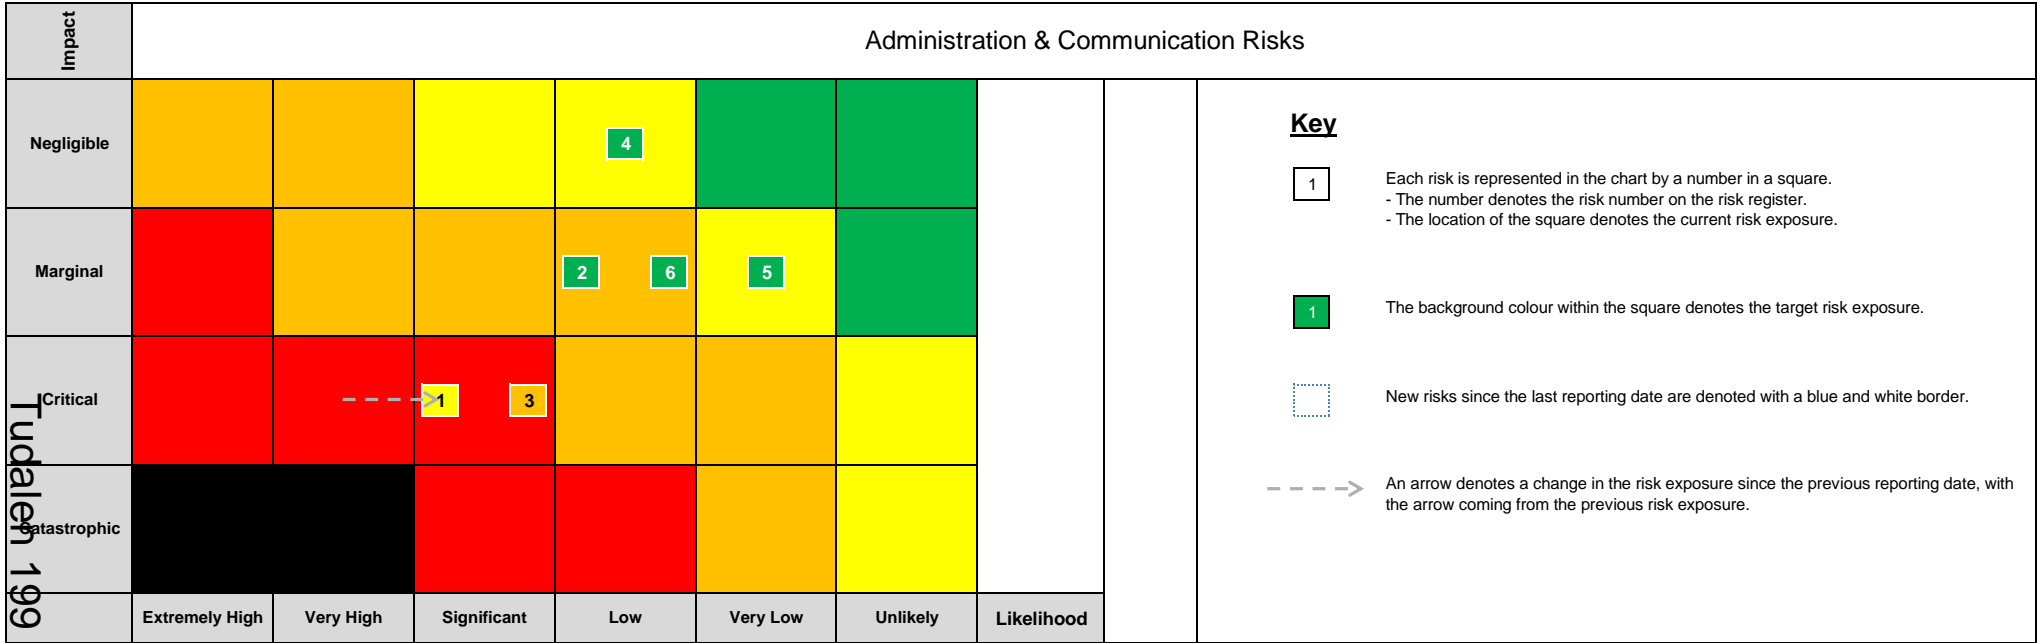 Impact
Administration & Communication Risks
Negligible
4
Marginal
2 6 5
Critical
1 3
Catastrophic
Extremely High Very High Significant Low Very Low Unlikely Likelihood
Key
1
Each risk is represented in the chart by a number in a square.
- The number denotes the risk number on the risk register.
- The location of the square denotes the current risk exposure.
1
The background colour within the square denotes the target risk exposure.
New risks since the last reporting date are denoted with a blue and white border.
An arrow denotes a change in the risk exposure since the previous reporting date, with
the arrow coming from the previous risk exposure.
Tudalen 199